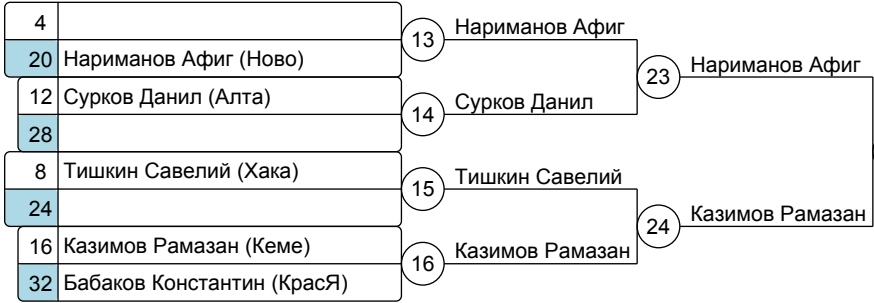 4
20 Нариманов Афиг (Ново)
13
Нариманов Афиг
12 Сурков Данил (Алта)
28
14
Сурков Данил
23
Нариманов Афиг
8 Тишкин Савелий (Хака)
24
15
Тишкин Савелий
16 Казимов Рамазан (Кеме)
32 Бабаков Константин (КрасЯ)
16
Казимов Рамазан
24
Казимов Рамазан